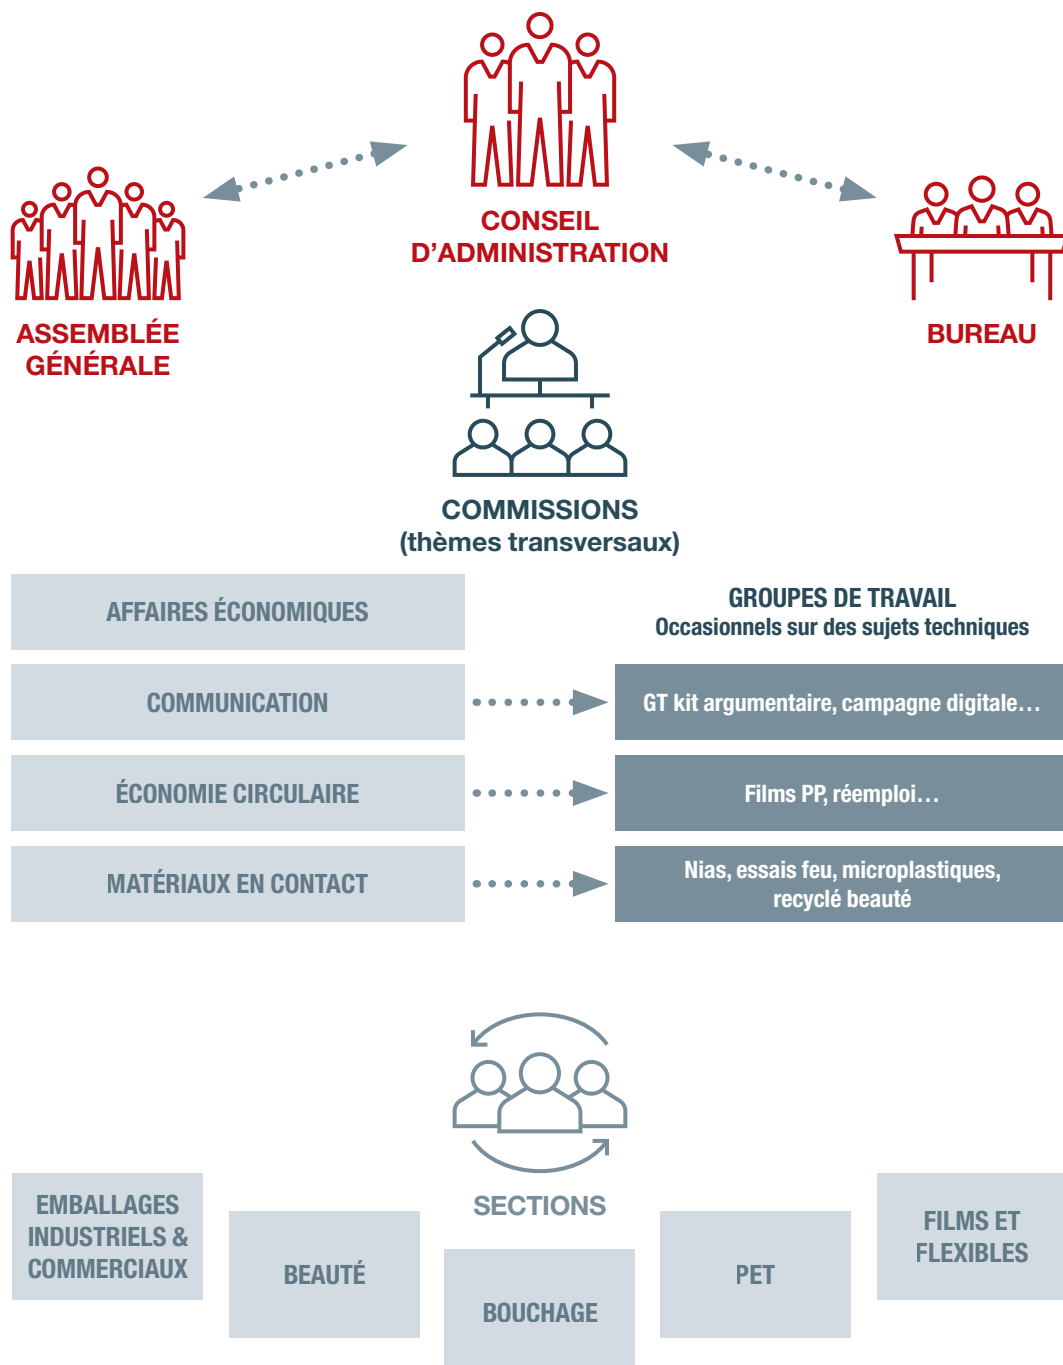 CONSEIL
D'ADMINISTRATION
ASSEMBLÉE
GÉNÉRALE
BUREAU
COMMISSIONS
(thèmes transversaux)
AFFAIRES ÉCONOMIQUES
GROUPES DE TRAVAIL
Occasionnels sur des sujets techniques
COMMUNICATION
GT kit argumentaire, campagne digitale…
ÉCONOMIE CIRCULAIRE
Films PP, réemploi…
MATÉRIAUX EN CONTACT
Nias, essais feu, microplastiques,
recyclé beauté
SECTIONS
EMBALLAGES
INDUSTRIELS &
COMMERCIAUX
BEAUTÉ
BOUCHAGE
PET
FILMS ET
FLEXIBLES